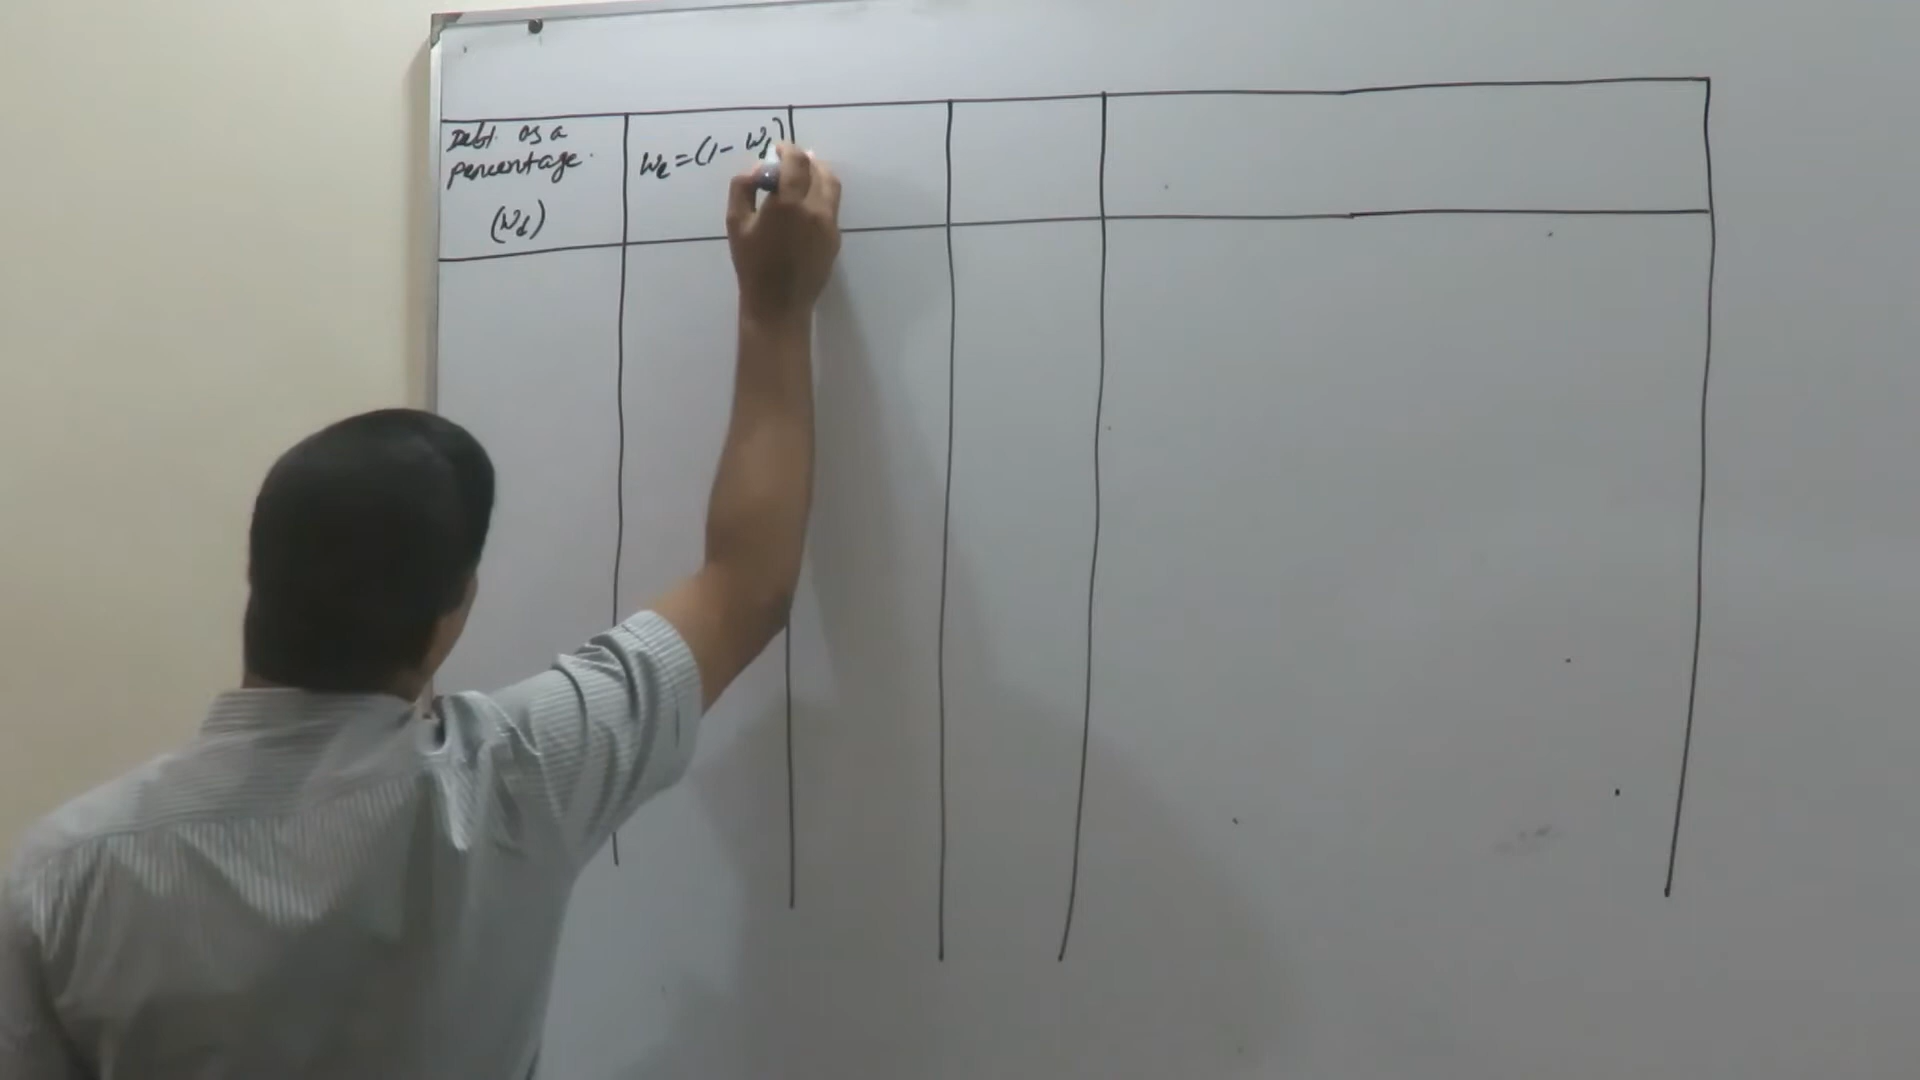 Debt as a
percentage.
(Wd)
We = (1 - Wd)